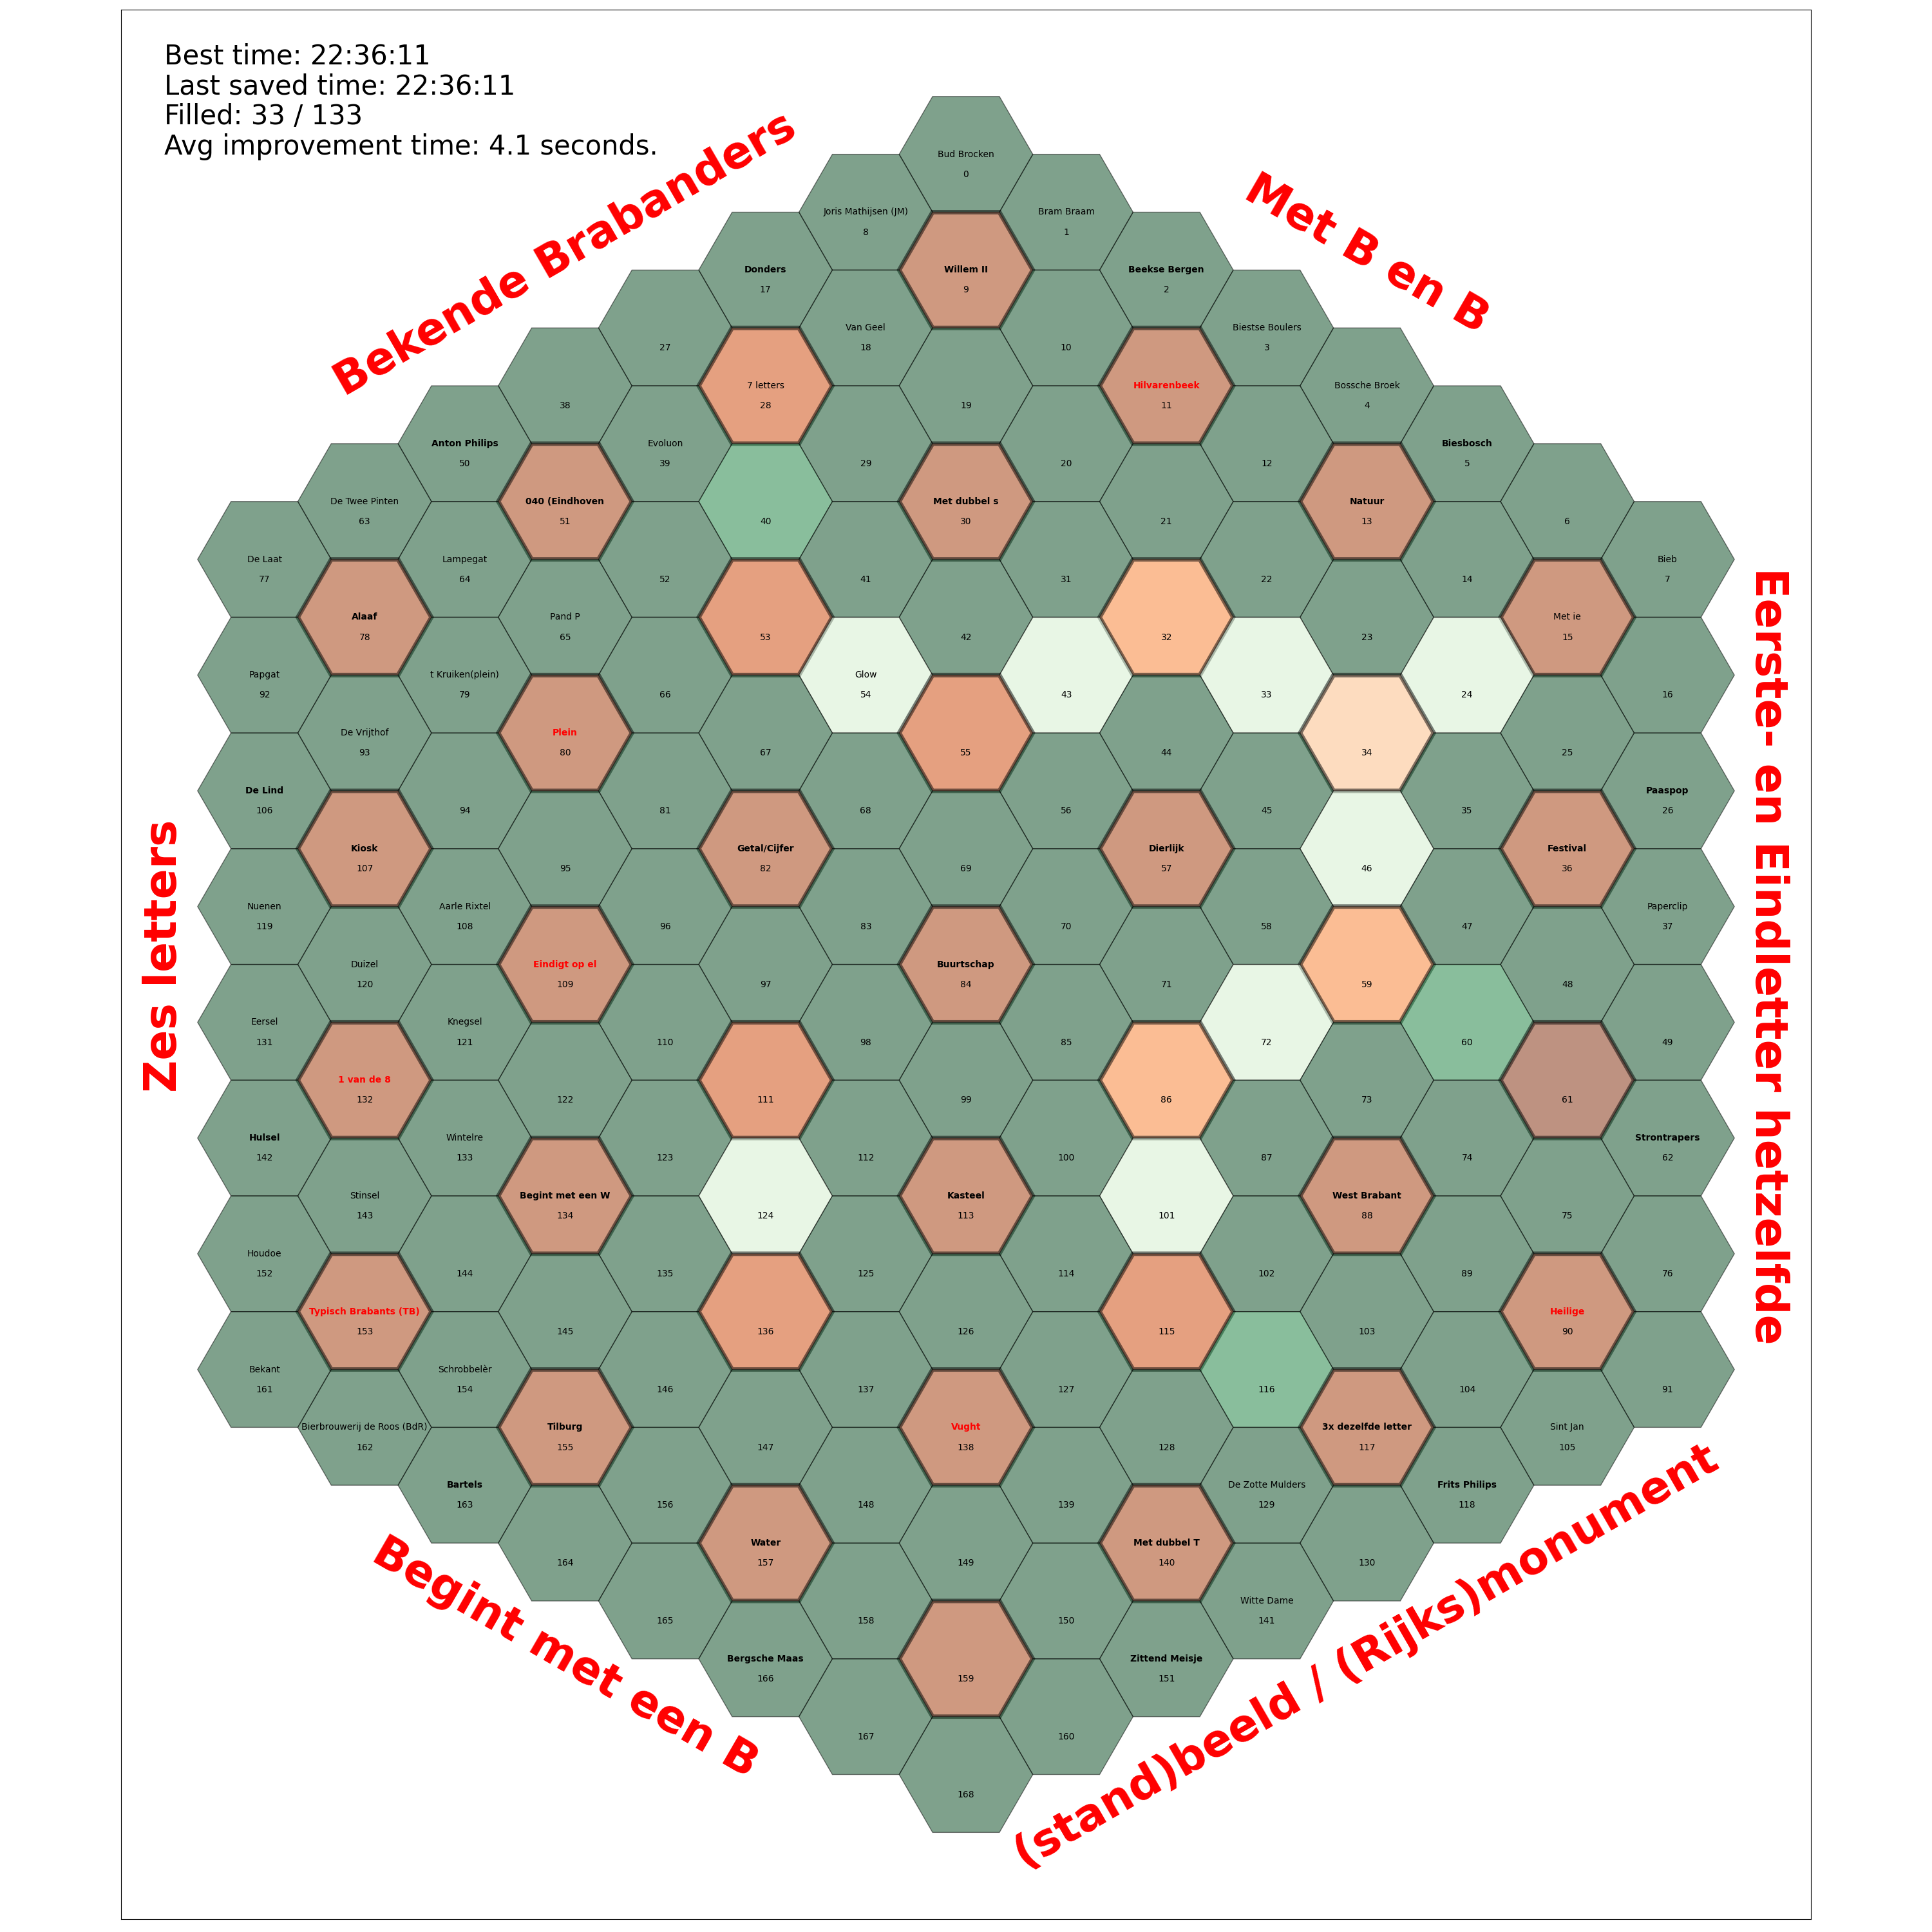 Best time: 22:36:11
Last saved time: 22:36:11
Filled: 33 / 133
Avg improvement time: 4.1 seconds.
Bekende Brabanders
Met B en B
Eerste- en Eindletter hetzelfde
(stand)beeld / (Rijks)monument
Begint met een B
Zes letters
Bud Brocken
0
Joris Mathijsen (JM)
8
Bram Braam
1
Donders
17
Willem II
9
Beekse Bergen
2
27
Van Geel
18
10
Biestse Boulers
3
38
7 letters
28
19
Hilvarenbeek
11
Bossche Broek
4
Anton Philips
50
Evoluon
39
29
20
12
Biesbosch
5
De Twee Pinten
63
040 (Eindhoven
51
40
Met dubbel s
30
21
Natuur
13
6
De Laat
77
Lampegat
64
52
41
31
22
14
Bieb
7
Alaaf
78
Pand P
65
53
42
32
23
Met ie
15
Papgat
92
t Kruiken(plein)
79
66
Glow
54
43
33
24
16
De Vrijthof
93
Plein
80
67
55
44
34
25
De Lind
106
94
81
68
56
45
35
Paaspop
26
Kiosk
107
95
Getal/Cijfer
82
69
Dierlijk
57
46
Festival
36
Nuenen
119
Aarle Rixtel
108
96
83
70
58
47
Paperclip
37
Duizel
120
Eindigt op el
109
97
Buurtschap
84
71
59
48
Eersel
131
Knegsel
121
110
98
85
72
60
49
1 van de 8
132
122
111
99
86
73
61
Hulsel
142
Wintelre
133
123
112
100
87
74
Strontrapers
62
Stinsel
143
Begint met een W
134
124
Kasteel
113
101
West Brabant
88
75
Houdoe
152
144
135
125
114
102
89
76
Typisch Brabants (TB)
153
145
136
126
115
103
Heilige
90
Bekant
161
Schrobbelèr
154
146
137
127
116
104
91
Bierbrouwerij de Roos (BdR)
162
Tilburg
155
147
Vught
138
128
3x dezelfde letter
117
Sint Jan
105
Bartels
163
156
148
139
De Zotte Mulders
129
Frits Philips
118
164
Water
157
149
Met dubbel T
140
130
165
158
150
Witte Dame
141
Bergsche Maas
166
159
Zittend Meisje
151
167
160
168